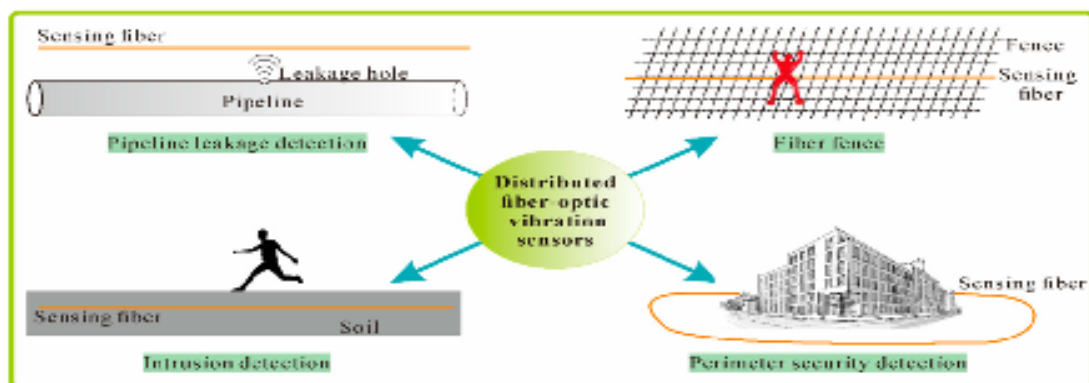 Sensing fiber
Leakage hole
Pipeline
Pipeline leakage detection
Fence
Sensing
fiber
Fiber fence
Distributed
fiber-optic
vibration
sensors
Sensing fiber
Soil
Intrusion detection
Sensing fiber
Perimeter security detection